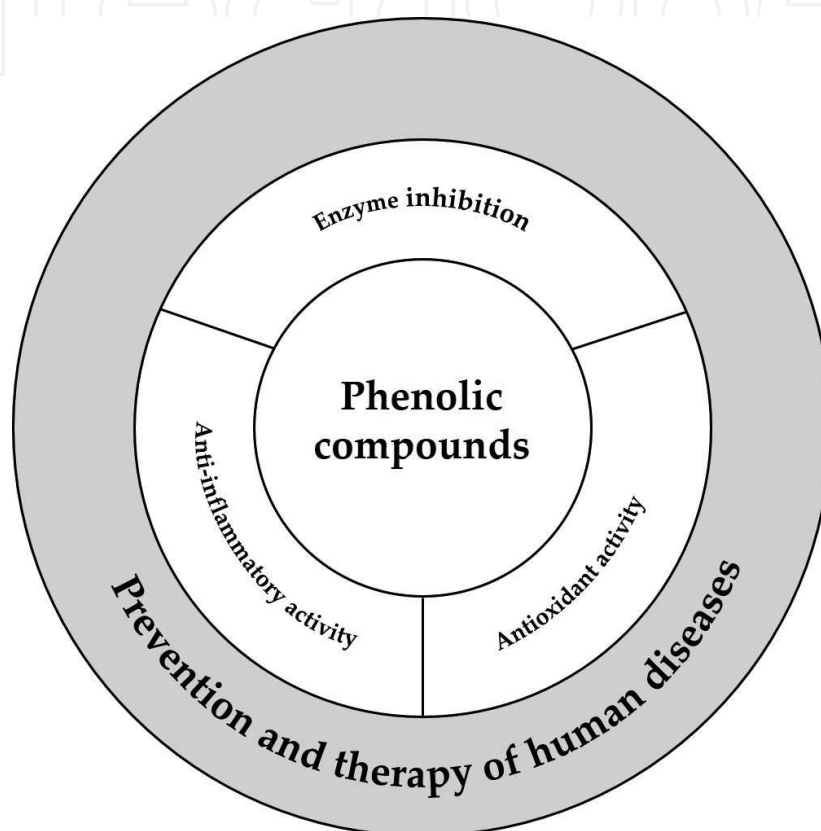 Enzyme inhibition
Phenolic
compounds
Anti-inflammatory activity
Antioxidant activity
Prevention and therapy of human diseases